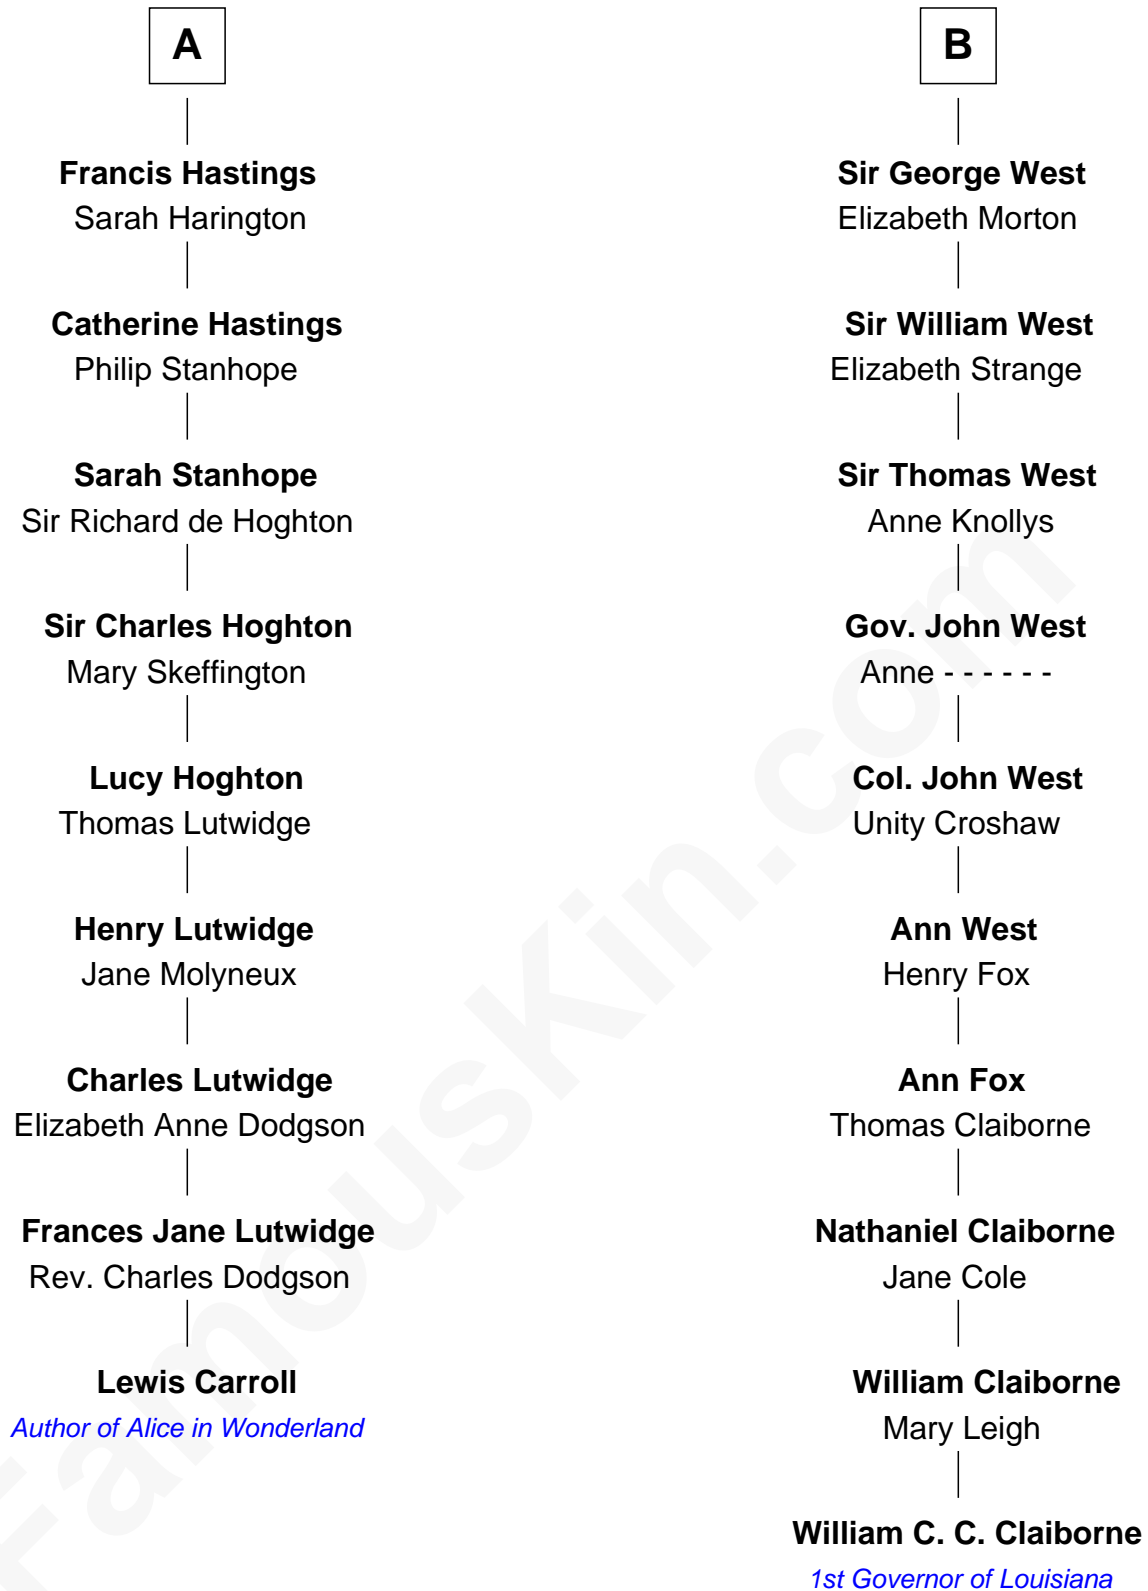 A
Francis Hastings
Sarah Harington
Catherine Hastings
Philip Stanhope
Sarah Stanhope
Sir Richard de Hoghton
Sir Charles Hoghton
Mary Skeffington
Lucy Hoghton
Thomas Lutwidge
Henry Lutwidge
Jane Molyneux
Charles Lutwidge
Elizabeth Anne Dodgson
Frances Jane Lutwidge
Rev. Charles Dodgson
Lewis Carroll
Author of Alice in Wonderland
B
Sir George West
Elizabeth Morton
Sir William West
Elizabeth Strange
Sir Thomas West
Anne Knollys
Gov. John West
Anne - - - - - -
Col. John West
Unity Croshaw
Ann West
Henry Fox
Ann Fox
Thomas Claiborne
Nathaniel Claiborne
Jane Cole
William Claiborne
Mary Leigh
William C. C. Claiborne
1st Governor of Louisiana
FamousKin.com